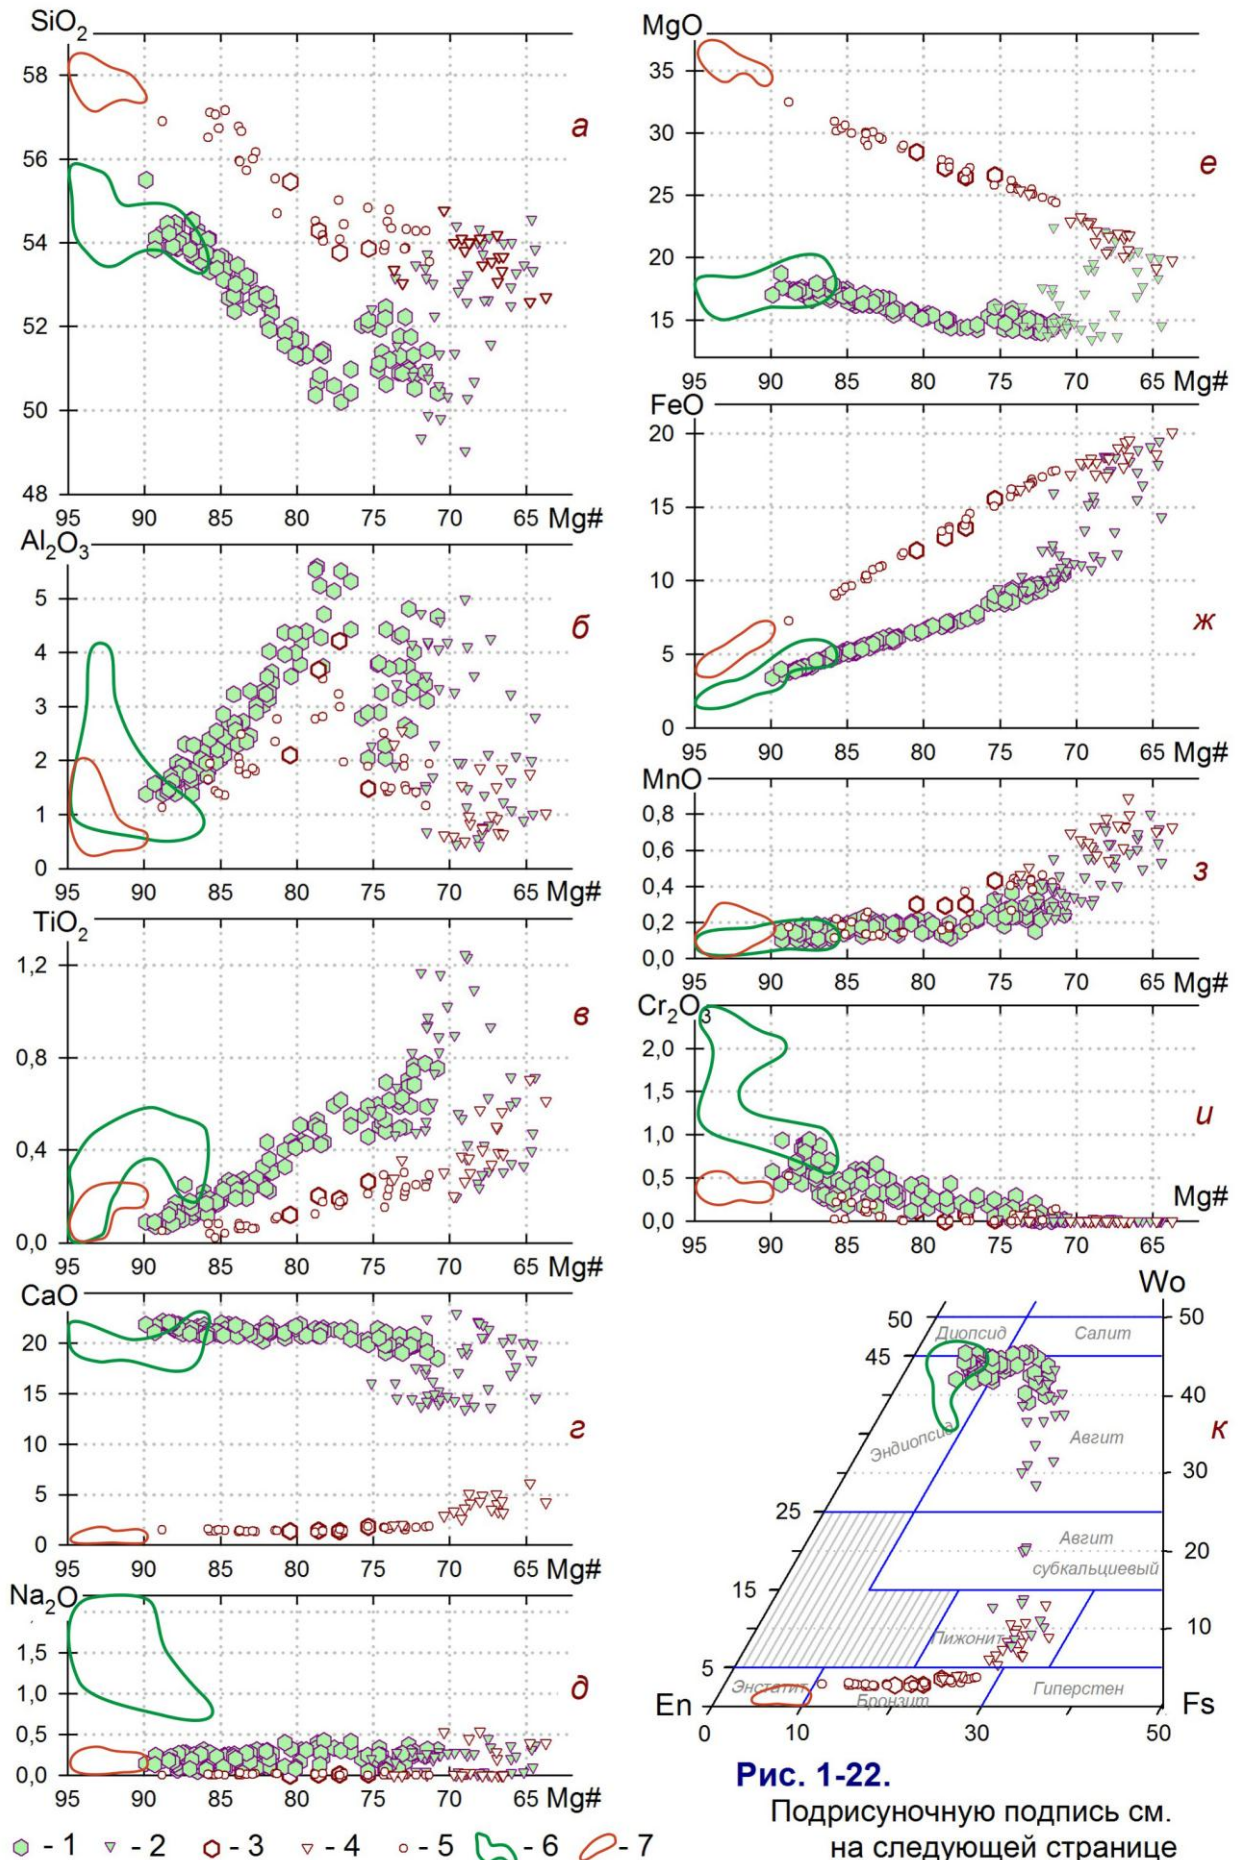 SiO2
58
56
54
52
50
48
а
95 90 85 80 75 70 65 Mg#
Al2O3
5
4
3
2
1
0
б
95 90 85 80 75 70 65 Mg#
TiO2
1,2
0,8
0,4
0,0
в
95 90 85 80 75 70 65 Mg#
CaO
20
15
10
5
0
г
95 90 85 80 75 70 65 Mg#
Na2O
2
1,5
1,0
0,5
0,0
д
95 90 85 80 75 70 65 Mg#
MgO
35
30
25
20
15
е
95 90 85 80 75 70 65 Mg#
FeO
20
15
10
5
0
ж
95 90 85 80 75 70 65 Mg#
MnO
0,8
0,6
0,4
0,2
0,0
з
95 90 85 80 75 70 65 Mg#
Cr2O3
2,0
1,5
1,0
0,5
0,0
и
Mg#
95 90 85 80 75 70 65
Wo
50 Диопсид Салит 50
45
40
Эндиопсид Авгит к
30
25
Авгит
субкальциевый 20
15
10
Пижонит
5
Энстатит Бронзит Гиперстен
En Fs
0 10 30 50
Рис. 1-22.
Подрисуночную подпись см.
на следующей странице
- 1 - 2 - 3 - 4 - 5 - 6 - 7